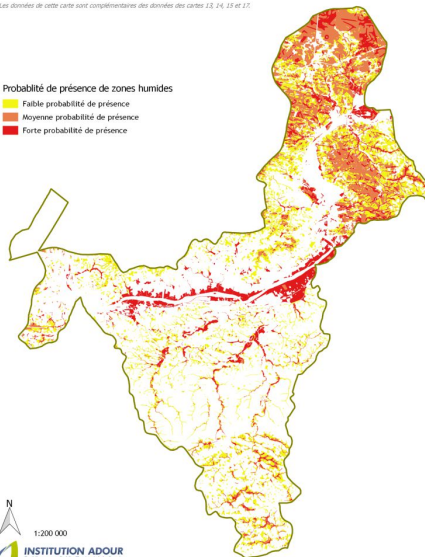 Les données de cette carte sont complémentaires des données des cartes 13, 14, 15 et 17.
Probablité de présence de zones humides
Faible probabilité de présence
Moyenne probabilité de présence
Forte probabilité de présence
N
1:200 000
INSTITUTION ADOUR